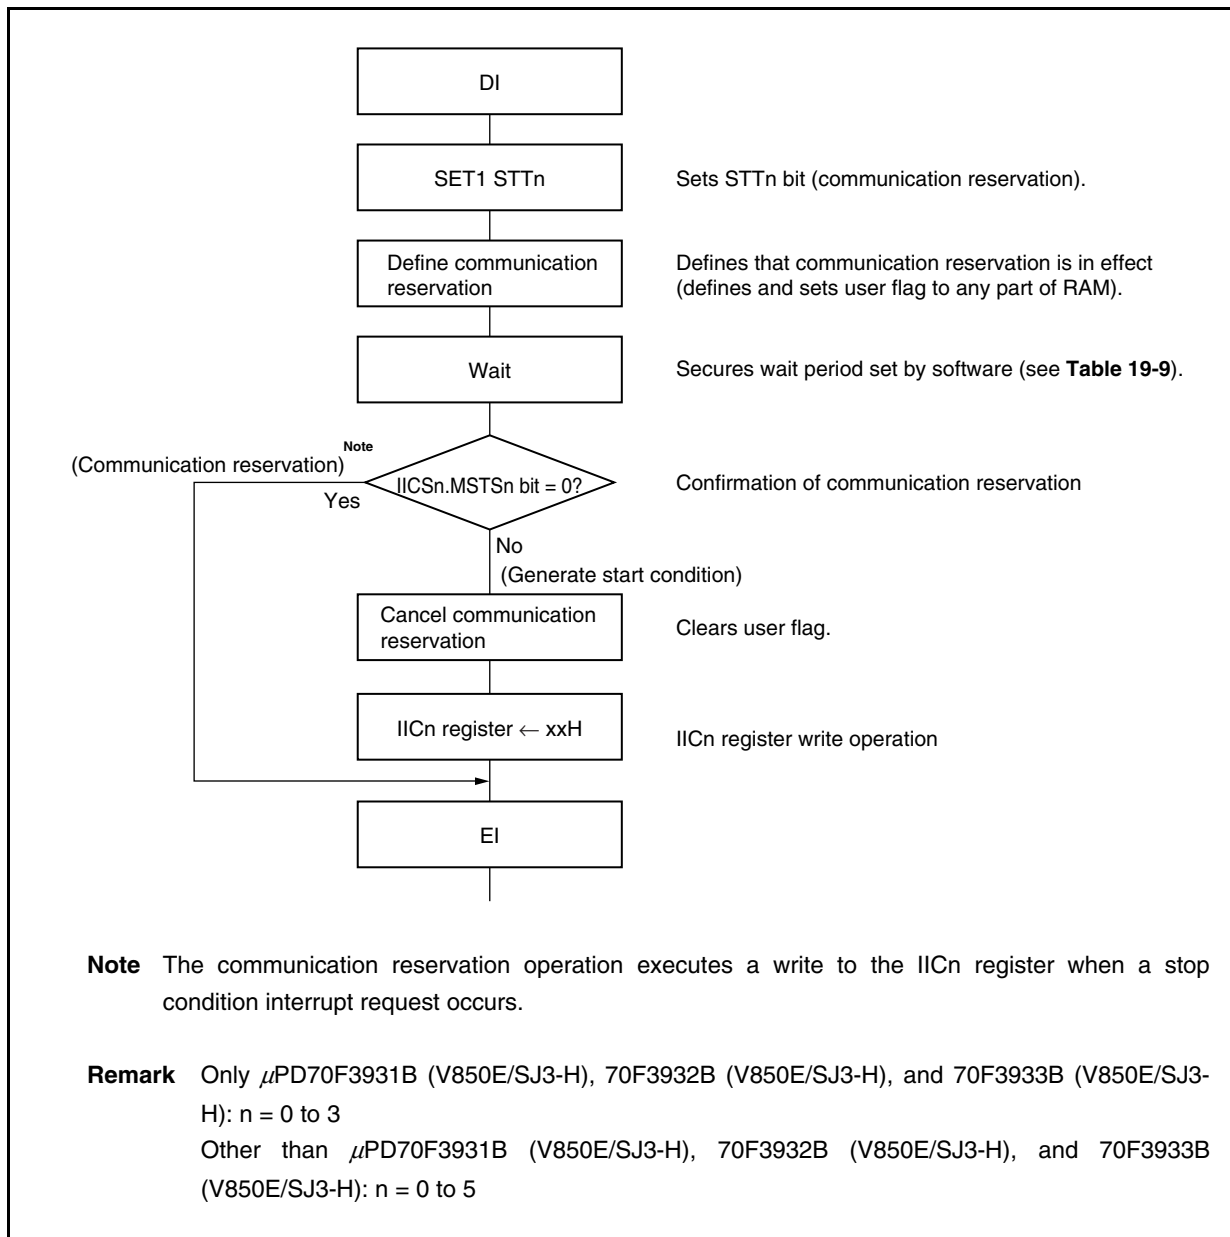 DI
SET1 STTn
Sets STTn bit (communication reservation).
Define communication
reservation
Defines that communication reservation is in effect
(defines and sets user flag to any part of RAM).
Wait
Secures wait period set by software (see Table 19-9).
(Communication reservation)Note
Yes
IICSn.MSTSn bit = 0?
Confirmation of communication reservation
No
(Generate start condition)
Cancel communication
reservation
Clears user flag.
IICn register ← xxH
IICn register write operation
EI
Note The communication reservation operation executes a write to the IICn register when a stop
condition interrupt request occurs.
Remark Only μPD70F3931B (V850E/SJ3-H), 70F3932B (V850E/SJ3-H), and 70F3933B (V850E/SJ3-
H): n = 0 to 3
Other than μPD70F3931B (V850E/SJ3-H), 70F3932B (V850E/SJ3-H), and 70F3933B
(V850E/SJ3-H): n = 0 to 5